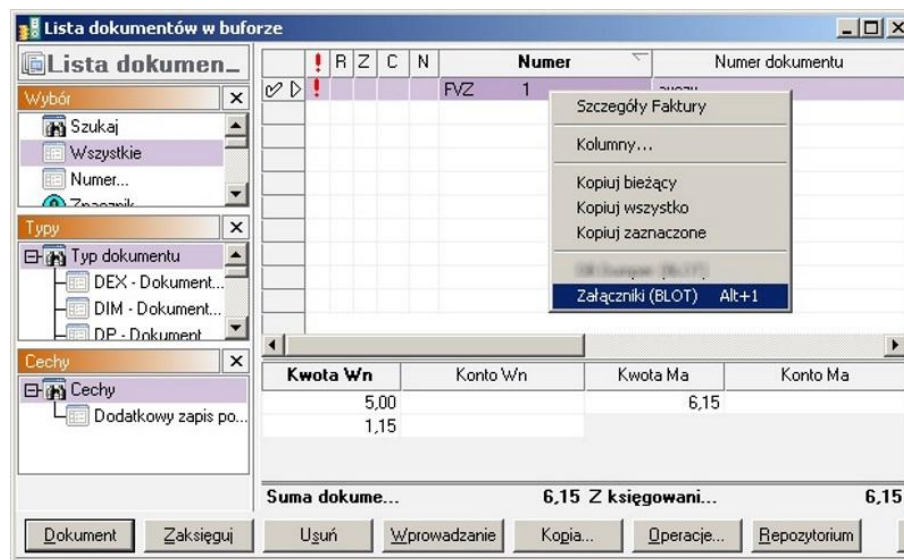 Lista dokumentów w buforze
Lista dokumen...
Wybór
Szukaj
Wszystkie
Numer...
Typy
Typ dokumentu
DEX - Dokument...
DIM - Dokument...
DP - Dokument
Cechy
Cechy
Dodatkowy zapis po...
! R Z C N Numer Numer dokumentu
! FVZ 1
Szczegóły Faktury
Kolumny...
Kopiuj bieżący
Kopiuj wszystko
Kopiuj zaznaczone
Załączniki (BLOT) Alt+1
Kwota Wn Konto Wn Kwota Ma Konto Ma
5,00 6,15
1,15
Suma dokume... 6,15 Z księgowani... 6,15
Dokument Zaksięguj Usuń Wprowadzanie Kopia... Operacje... Repozytorium